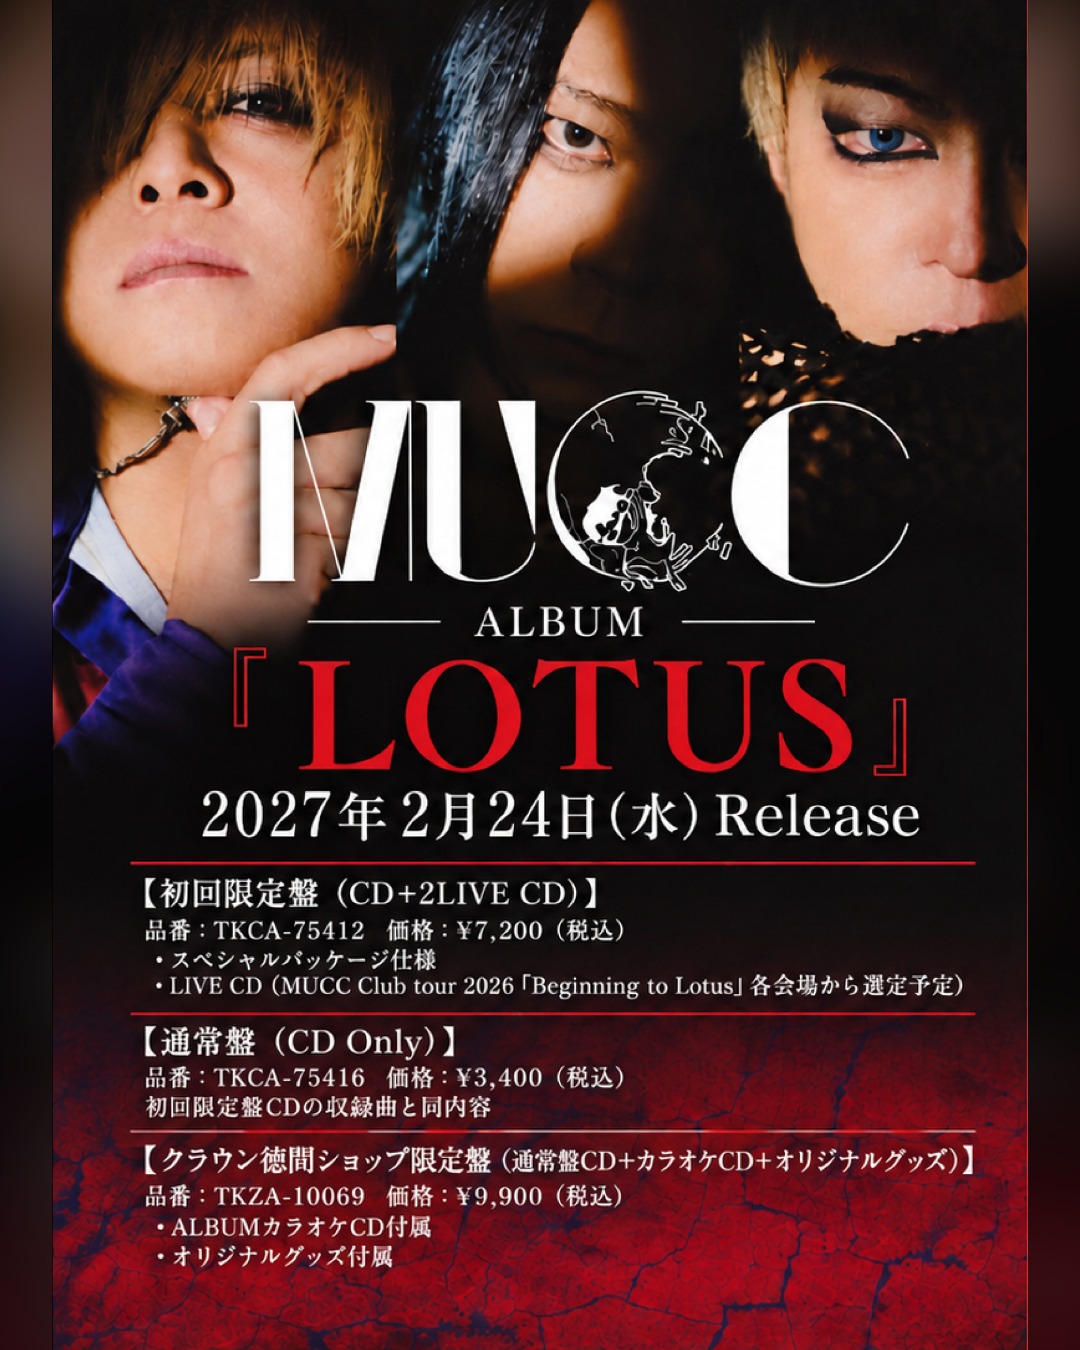 MUCC
ALBUM
『LOTUS』
2027年2月24日(水) Release
【初回限定盤 (CD+2LIVE CD)】
品番：TKCA-75412 価格：¥7,200 (税込)
・スペシャルパッケージ仕様
・LIVE CD (MUCC Club tour 2026「Beginning to Lotus」各会場から選定予定)
【通常盤 (CD Only)】
品番：TKCA-75416 価格：¥3,400 (税込)
初回限定盤CDの収録曲と同内容
【クラウン徳間ショップ限定盤 (通常盤CD+カラオケCD+オリジナルグッズ)】
品番：TKZA-10069 価格：¥9,900 (税込)
・ALBUMカラオケCD付属
・オリジナルグッズ付属